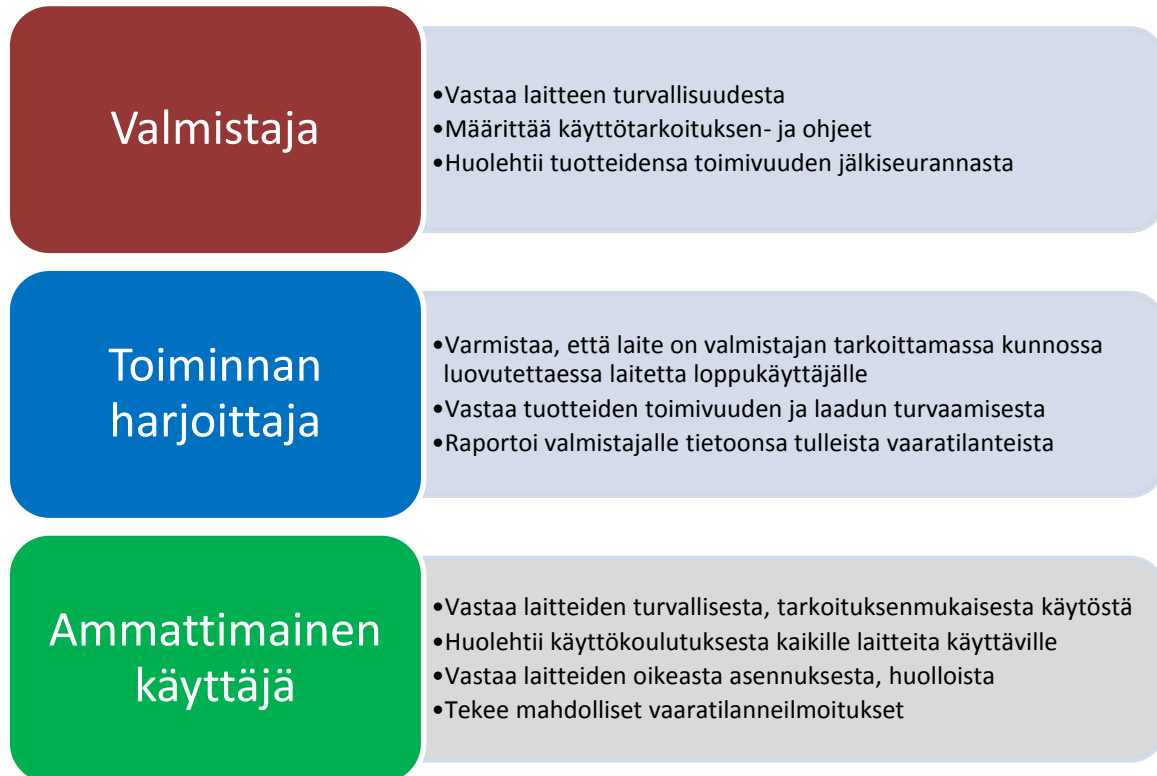 Valmistaja
•Vastaa laitteen turvallisuudesta
•Määrittää käyttötarkoituksen- ja ohjeet
•Huolehtii tuotteidensa toimivuuden jälkiseurannasta
Toiminnan
harjoittaja
•Varmistaa, että laite on valmistajan tarkoittamassa kunnossa
luovutettaessa laitetta loppukäyttäjälle
•Vastaa tuotteiden toimivuuden ja laadun turvaamisesta
•Raportoi valmistajalle tietoonsa tulleista vaaratilanteista
Ammattimainen
käyttäjä
•Vastaa laitteiden turvallisesta, tarkoituksenmukaisesta käytöstä
•Huolehtii käyttökoulutuksesta kaikille laitteita käyttäville
•Vastaa laitteiden oikeasta asennuksesta, huolloista
•Tekee mahdolliset vaaratilanneilmoitukset